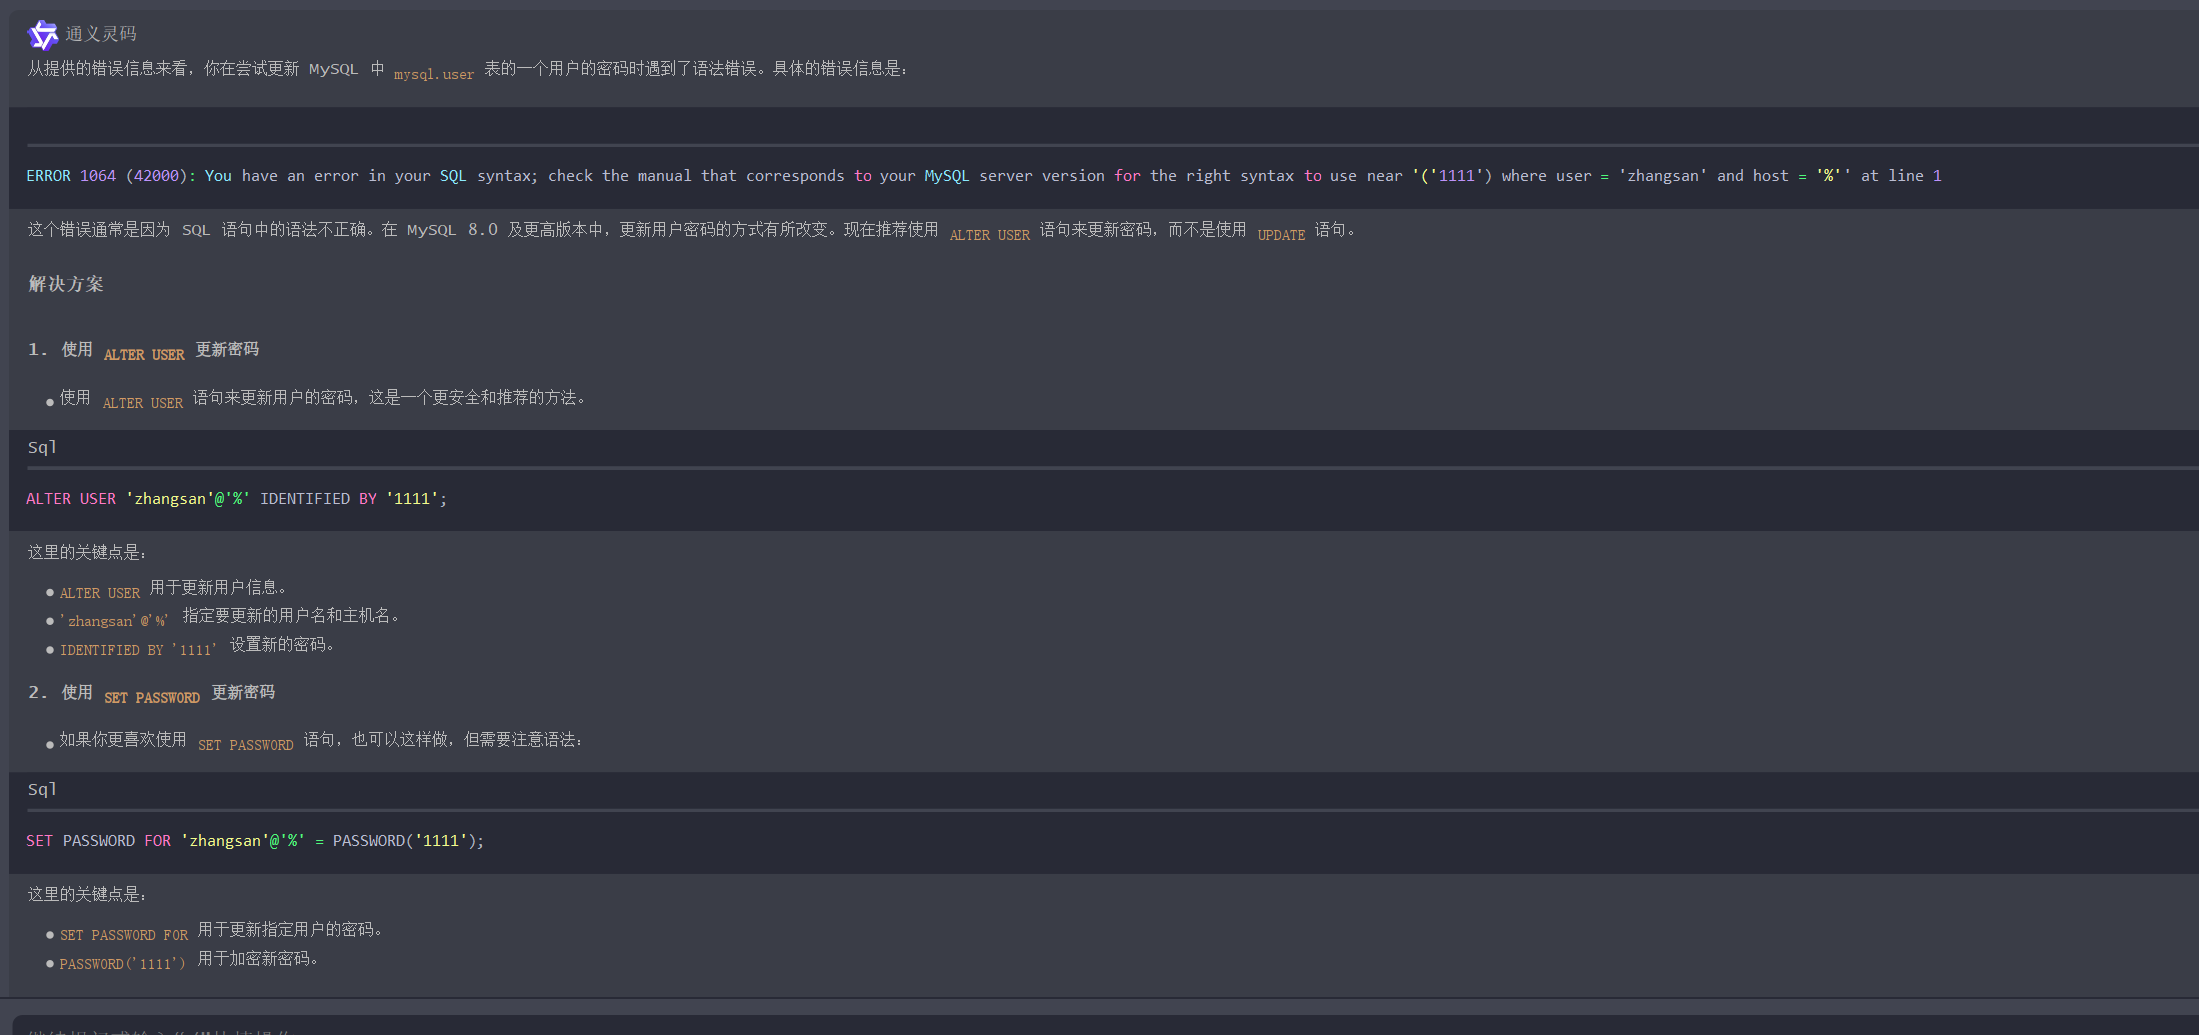 通义灵码
从提供的错误信息来看，你在尝试更新 MySQL 中 mysql.user 表的一个用户的密码时遇到了语法错误。具体的错误信息是：
ERROR 1064 (42000): You have an error in your SQL syntax; check the manual that corresponds to your MySQL server version for the right syntax to use near '('1111') where user = 'zhangsan' and host = '%'' at line 1
这个错误通常是因为 SQL 语句中的语法不正确。在 MySQL 8.0 及更高版本中，更新用户密码的方式有所改变。现在推荐使用 ALTER USER 语句来更新密码，而不是使用 UPDATE 语句。
解决方案
1. 使用 ALTER USER 更新密码
● 使用 ALTER USER 语句来更新用户的密码，这是一个更安全和推荐的方法。
Sql
ALTER USER 'zhangsan'@'%' IDENTIFIED BY '1111';
这里的关键点是：
● ALTER USER 用于更新用户信息。
● 'zhangsan'@'%' 指定要更新的用户名和主机名。
● IDENTIFIED BY '1111' 设置新的密码。
2. 使用 SET PASSWORD 更新密码
● 如果你更喜欢使用 SET PASSWORD 语句，也可以这样做，但需要注意语法：
Sql
SET PASSWORD FOR 'zhangsan'@'%' = PASSWORD('1111');
这里的关键点是：
● SET PASSWORD FOR 用于更新指定用户的密码。
● PASSWORD('1111') 用于加密新密码。